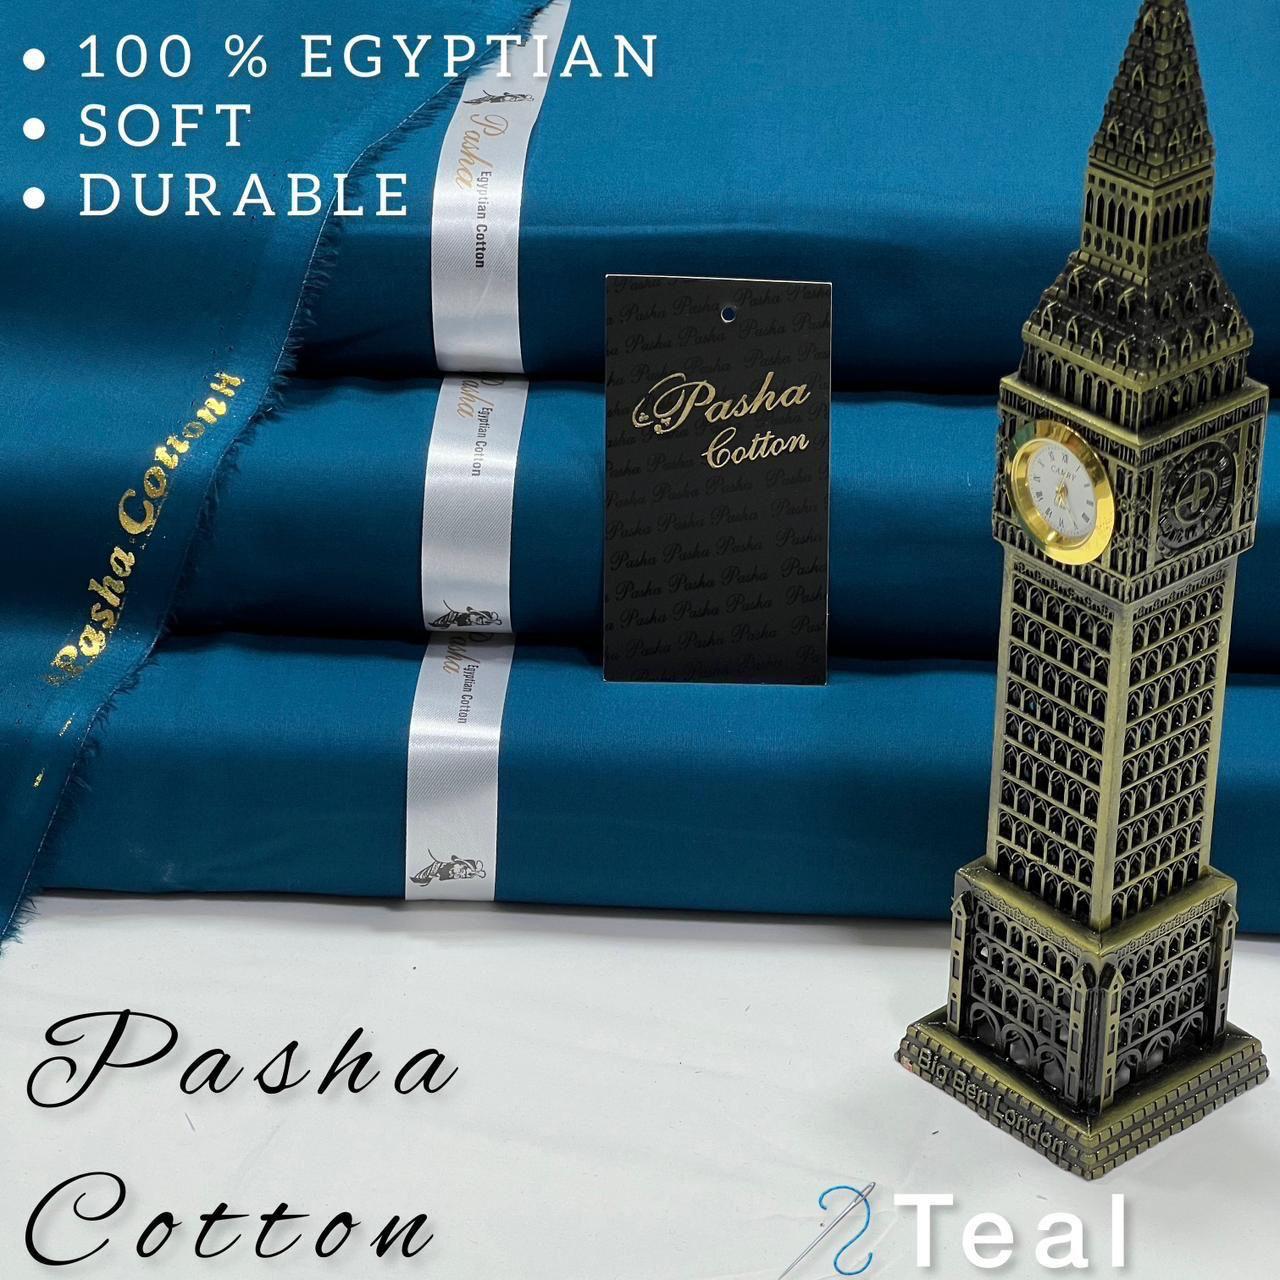 • 100 % EGYPTIAN
• SOFT
• DURABLE
Pasha
Egyptian Cotton
Pasha
Egyptian Cotton
Pasha
Egyptian Cotton
Pasha
Cotton
Pasha Cotton
CAMRY
Big Ben London
Pasha
Cotton
Teal